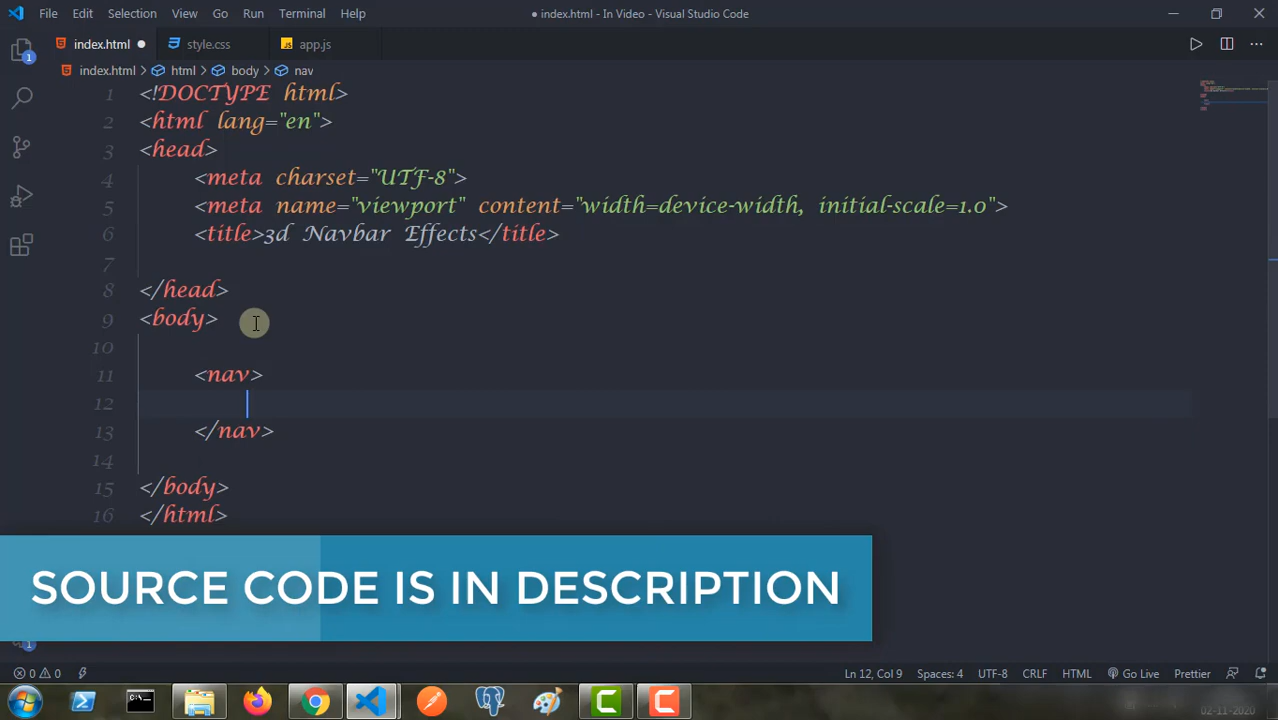 File Edit Selection View Go Run Terminal Help
● index.html - In Video - Visual Studio Code
index.html ● style.css app.js
index.html > html > body > nav
1 <!DOCTYPE html>
2 <html lang="en">
3 <head>
4 <meta charset="UTF-8">
5 <meta name="viewport" content="width=device-width, initial-scale=1.0">
6 <title>3d Navbar Effects</title>
7
8 </head>
9 <body>
10
11 <nav>
12
13 </nav>
14
15 </body>
16 </html>
SOURCE CODE IS IN DESCRIPTION
0 0 Ln 12, Col 9 Spaces: 4 UTF-8 CRLF HTML Go Live Prettier
02-11-2020